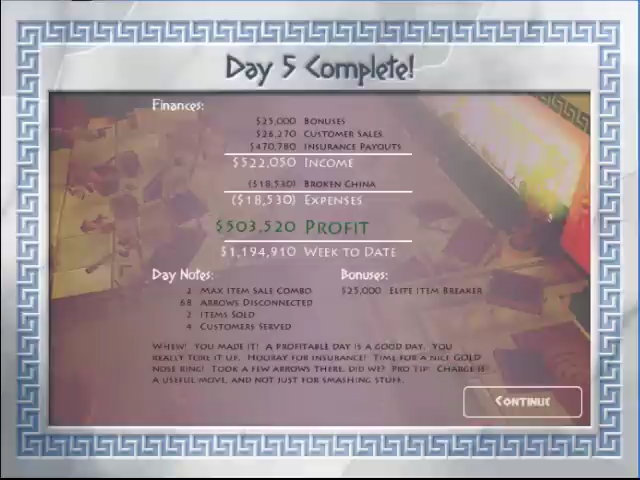 Day 5 Complete!
Finances:
$25,000 Bonuses
$26,270 Customer Sales
$470,780 Insurance Payouts
$522,050 Income
($18,530) Broken China
($18,530) Expenses
$503,520 Profit
$1,194,910 Week to Date
Day Notes: Bonuses:
2 Max Item Sale Combo $25,000 Elite Item Breaker
68 Arrows Disconnected
2 Items Sold
4 Customers Served
Whew! You made it! A profitable day is a good day. You
really tore it up. Hooray for insurance! Time for a nice gold
nose ring! Took a few arrows there, did we? Pro tip: Charge is
a useful move, and not just for smashing stuff.
Continue